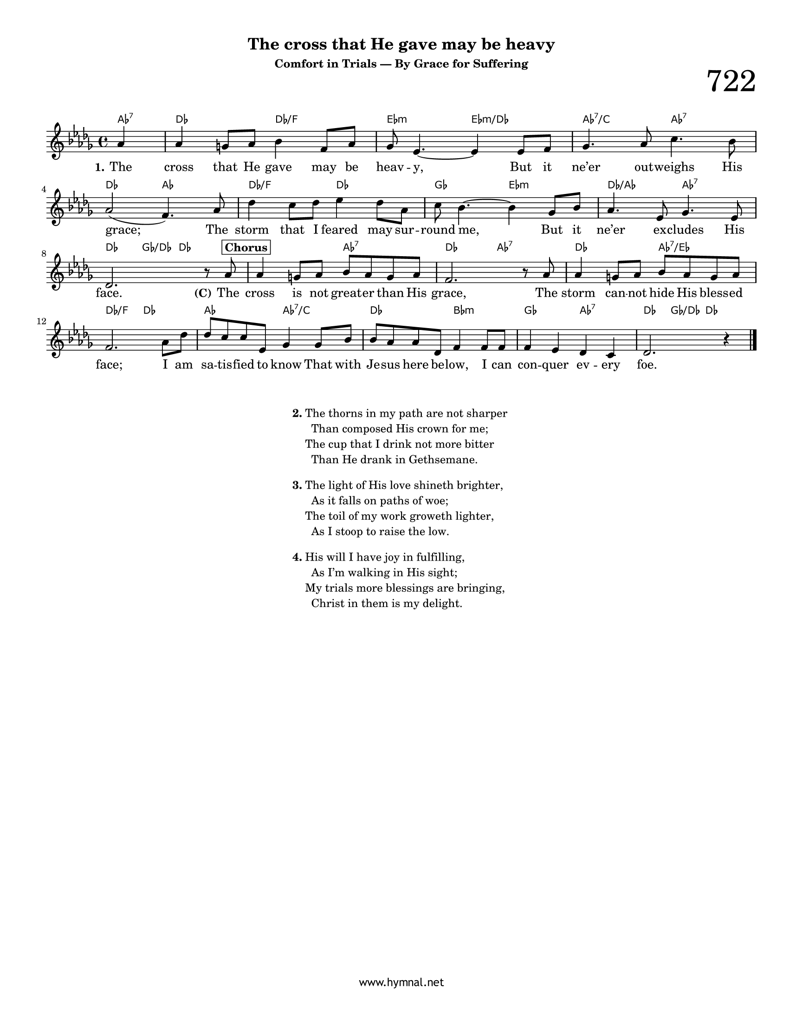 The cross that He gave may be heavy
Comfort in Trials — By Grace for Suffering
722
A♭7 D♭ D♭/F E♭m E♭m/D♭ A♭7/C A♭7
1. The cross that He gave may be heav - y, But it ne'er outweighs His
4
D♭ A♭ D♭/F D♭ G♭ E♭m D♭/A♭ A♭7
grace; The storm that I feared may sur - round me, But it ne'er excludes His
8
D♭ G♭/D♭ D♭ Chorus A♭7 D♭ A♭7 D♭ A♭7/E♭
face. (C) The cross is not greater than His grace, The storm can-not hide His blessed
12
D♭/F D♭ A♭ A♭7/C D♭ B♭m G♭ A♭7 D♭ G♭/D♭ D♭
face; I am sa-tisfied to know That with Jesus here below, I can con-quer ev - ery foe.
2. The thorns in my path are not sharper
Than composed His crown for me;
The cup that I drink not more bitter
Than He drank in Gethsemane.
3. The light of His love shineth brighter,
As it falls on paths of woe;
The toil of my work groweth lighter,
As I stoop to raise the low.
4. His will I have joy in fulfilling,
As I'm walking in His sight;
My trials more blessings are bringing,
Christ in them is my delight.
www.hymnal.net